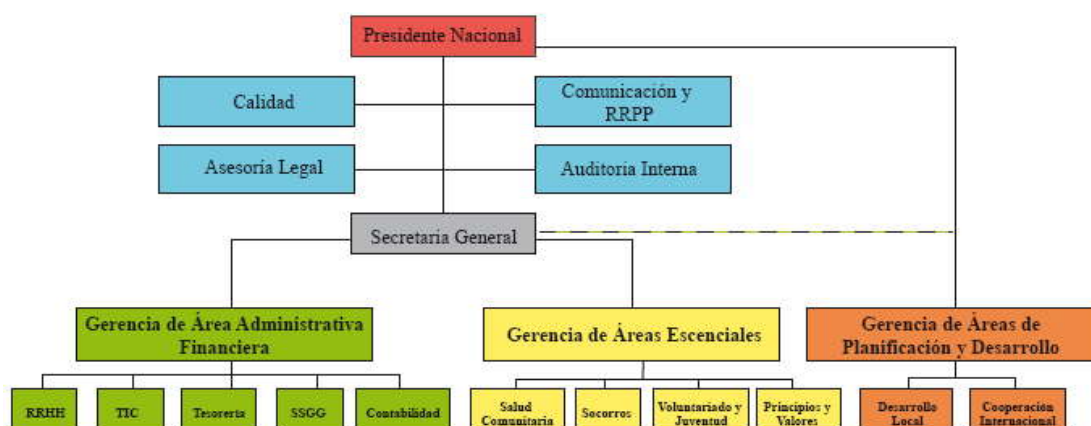 Presidente Nacional
Calidad
Comunicación y
RRPP
Asesoría Legal
Auditoría Interna
Secretaría General
Gerencia de Área Administrativa
Financiera
Gerencia de Áreas Escenciales
Gerencia de Áreas de
Planificación y Desarrollo
RRHH
TIC
Tesorería
SSGG
Contabilidad
Salud
Comunitaria
Socorros
Voluntariado y
Juventud
Principios y
Valores
Desarrollo
Local
Cooperación
Internacional